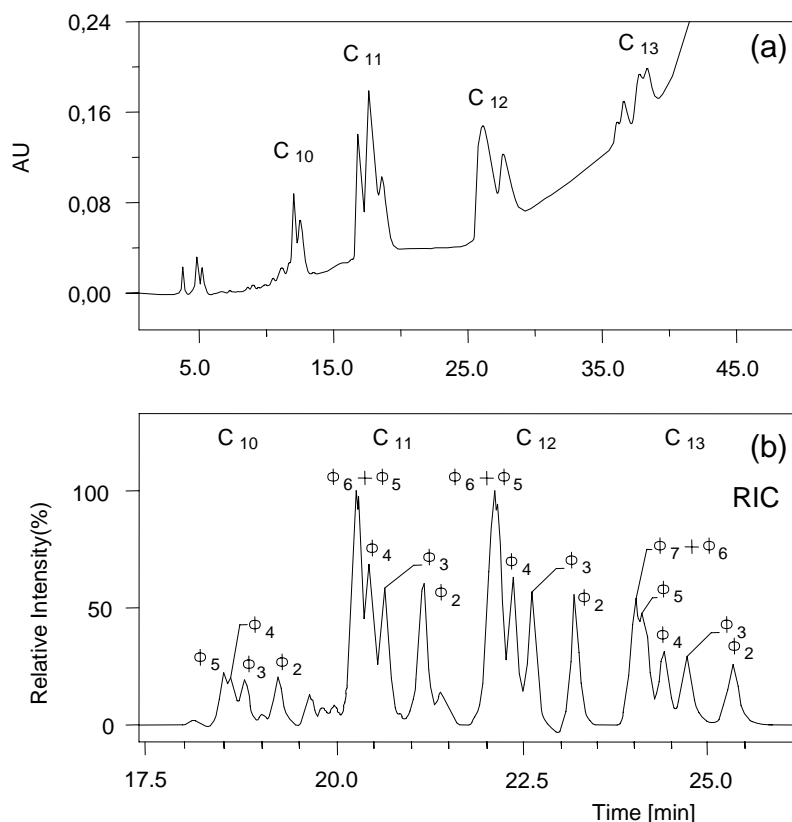 0,24
(a)
C 13
C 11
0,16
C 12
AU
C 10
0,08
0,00
5.0 15.0 25.0 35.0 45.0
C 10 C 11 C 12 C 13
(b)
Φ 6 + Φ 5 Φ 6 + Φ 5
100
RIC
Φ 7 + Φ 6
Φ 4 Φ 3 Φ 4 Φ 3
Φ 5
Φ 2 Φ 2
50
Relative Intensity(%)
Φ 4
Φ 4 Φ 3
Φ 5 Φ 3 Φ 2
Φ 2
0
17.5 20.0 22.5 25.0
Time [min]